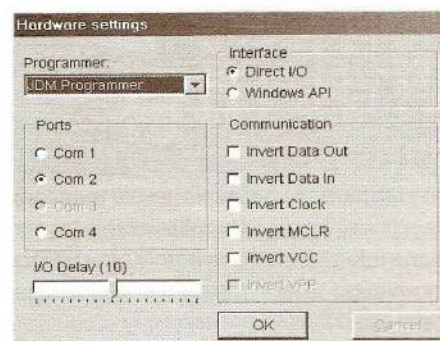 Hardware settings
Programmer:
JDM Programmer
Interface
Direct I/O
Windows API
Ports
Com 1
Com 2
Com 3
Com 4
I/O Delay (10)
Communication
Invert Data Out
Invert Data In
Invert Clock
Invert MCLR
Invert VCC
Invert VPP
OK
Cancel